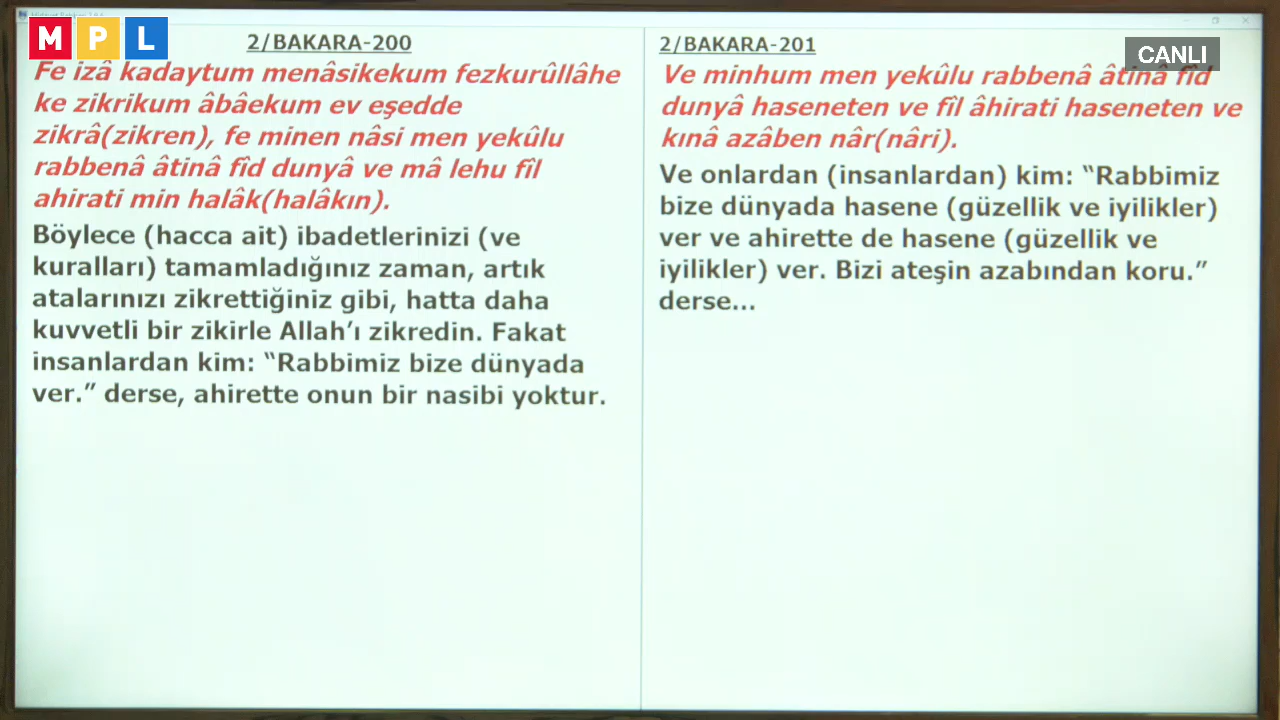 MPL
CANLI
2/BAKARA-200
Fe izâ kadaytum menâsikekum fezkurûllâhe
ke zikrikum âbâekum ev eşedde
zikrâ(zikren), fe minen nâsi men yekûlu
rabbenâ âtinâ fîd dunyâ ve mâ lehu fîl
ahirati min halâk(halâkın).
Böylece (hacca ait) ibadetlerinizi (ve
kuralları) tamamladığınız zaman, artık
atalarınızı zikrettiğiniz gibi, hatta daha
kuvvetli bir zikirle Allah’ı zikredin. Fakat
insanlardan kim: “Rabbimiz bize dünyada
ver.” derse, ahirette onun bir nasibi yoktur.
2/BAKARA-201
Ve minhum men yekûlu rabbenâ âtinâ fîd
dunyâ haseneten ve fîl âhirati haseneten ve
kınâ azâben nâr(nâri).
Ve onlardan (insanlardan) kim: “Rabbimiz
bize dünyada hasene (güzellik ve iyilikler)
ver ve ahirette de hasene (güzellik ve
iyilikler) ver. Bizi ateşin azabından koru.”
derse...